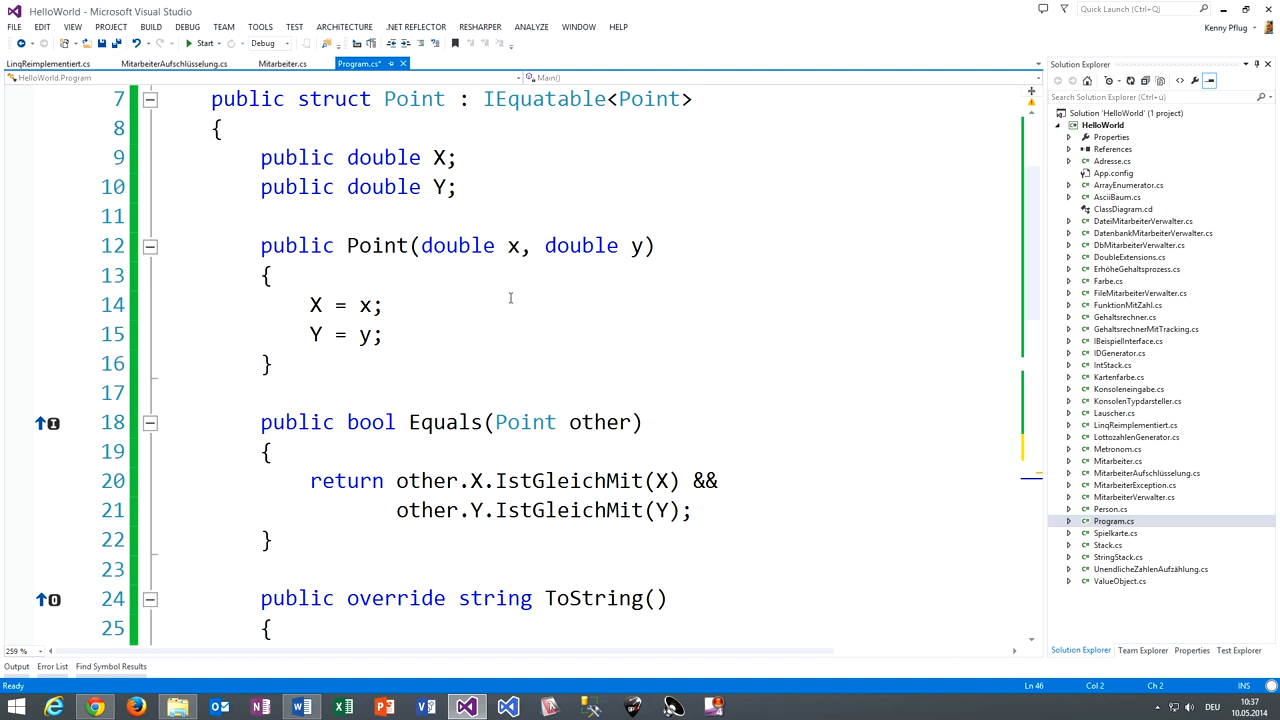 HelloWorld - Microsoft Visual Studio
Quick Launch (Ctrl+Q)
FILE EDIT VIEW PROJECT BUILD DEBUG TEAM TOOLS TEST ARCHITECTURE .NET REFLECTOR RESHARPER ANALYZE WINDOW HELP
Kenny Pflug
Start Debug
LinqReimplementiert.cs MitarbeiterAufschlüsselung.cs Mitarbeiter.cs Program.cs*
HelloWorld.Program Main()
7 public struct Point : IEquatable<Point>
8 {
9 public double X;
10 public double Y;
11
12 public Point(double x, double y)
13 {
14 X = x;
15 Y = y;
16 }
17
18 public bool Equals(Point other)
19 {
20 return other.X.IstGleichMit(X) &&
21 other.Y.IstGleichMit(Y);
22 }
23
24 public override string ToString()
25 {
259 %
Solution Explorer
Search Solution Explorer (Ctrl+ü)
Solution 'HelloWorld' (1 project)
HelloWorld
Properties
References
Adresse.cs
App.config
ArrayEnumerator.cs
AsciiBaum.cs
ClassDiagram.cd
DateiMitarbeiterVerwalter.cs
DatenbankMitarbeiterVerwalter.cs
DbMitarbeiterVerwalter.cs
DoubleExtensions.cs
ErhöheGehaltsprozess.cs
Farbe.cs
FileMitarbeiterVerwalter.cs
FunktionMitZahl.cs
Gehaltsrechner.cs
GehaltsrechnerMitTracking.cs
IBeispielInterface.cs
IDGenerator.cs
IntStack.cs
Kartenfarbe.cs
Konsoleneingabe.cs
KonsolenTypdarsteller.cs
Lauscher.cs
LinqReimplementiert.cs
LottozahlenGenerator.cs
Metronom.cs
Mitarbeiter.cs
MitarbeiterAufschlüsselung.cs
MitarbeiterException.cs
MitarbeiterVerwalter.cs
Person.cs
Program.cs
Spielkarte.cs
Stack.cs
StringStack.cs
UnendlicheZahlenAufzählung.cs
ValueObject.cs
Solution Explorer Team Explorer Properties Test Explorer
Output Error List Find Symbol Results
Ready Ln 46 Col 2 Ch 2 INS
DEU
10:37
10.05.2014